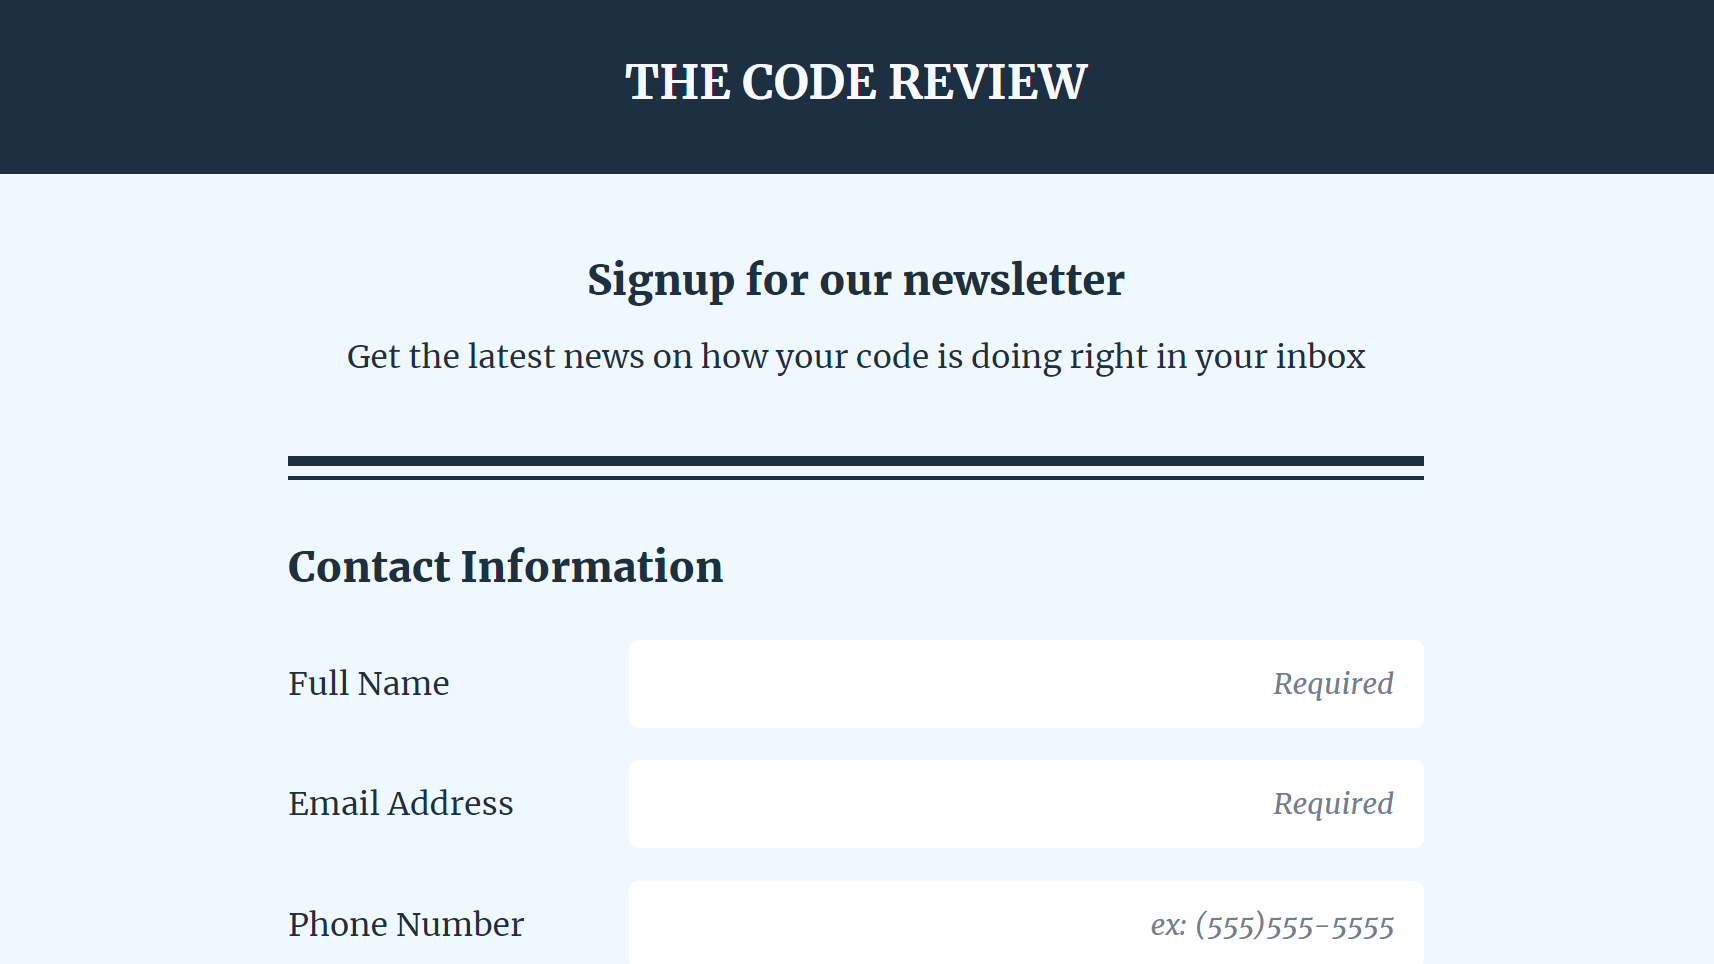 THE CODE REVIEW
Signup for our newsletter
Get the latest news on how your code is doing right in your inbox
Contact Information
Full Name Required
Email Address Required
Phone Number ex: (555)555-5555